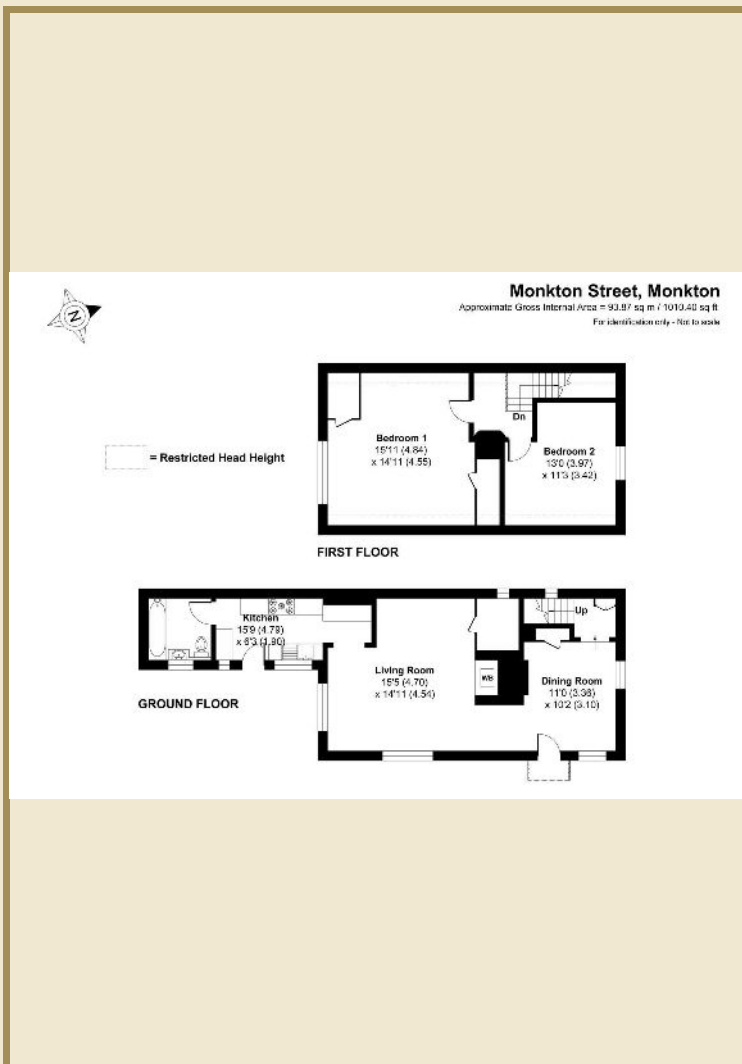 Monkton Street, Monkton
Approximate Gross Internal Area = 93.87 sq m / 1010.40 sq ft
For identification only - Not to scale
N
= Restricted Head Height
Bedroom 1
15'11 (4.84)
x 14'11 (4.55)
Dn
Bedroom 2
13'0 (3.97)
x 11'3 (3.42)
FIRST FLOOR
Kitchen
15'9 (4.79)
x 6'3 (1.90)
Up
Living Room
15'5 (4.70)
x 14'11 (4.54)
WB
Dining Room
11'0 (3.36)
x 10'2 (3.10)
GROUND FLOOR